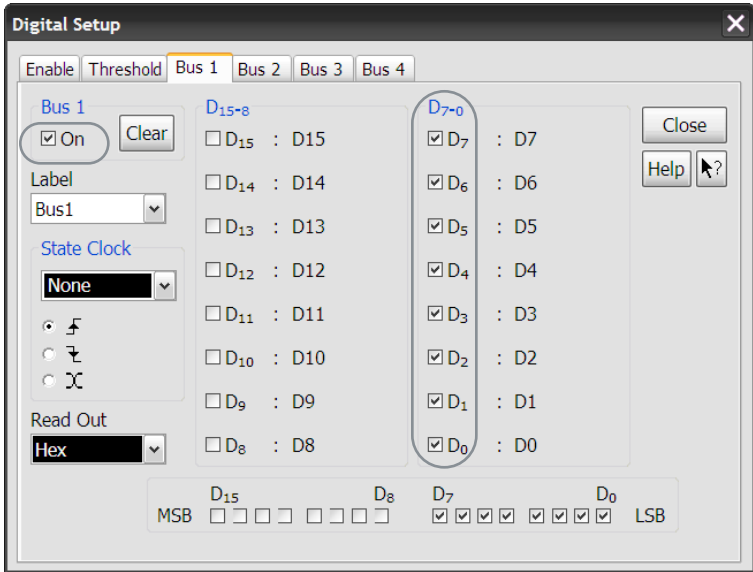 Digital Setup
Enable Threshold Bus 1 Bus 2 Bus 3 Bus 4
Bus 1
On Clear
Label
Bus1
State Clock
None
Read Out
Hex
D15-8
D15 : D15
D14 : D14
D13 : D13
D12 : D12
D11 : D11
D10 : D10
D9 : D9
D8 : D8
D7-0
D7 : D7
D6 : D6
D5 : D5
D4 : D4
D3 : D3
D2 : D2
D1 : D1
D0 : D0
Close
Help ?
D15 D8 D7 D0
MSB LSB